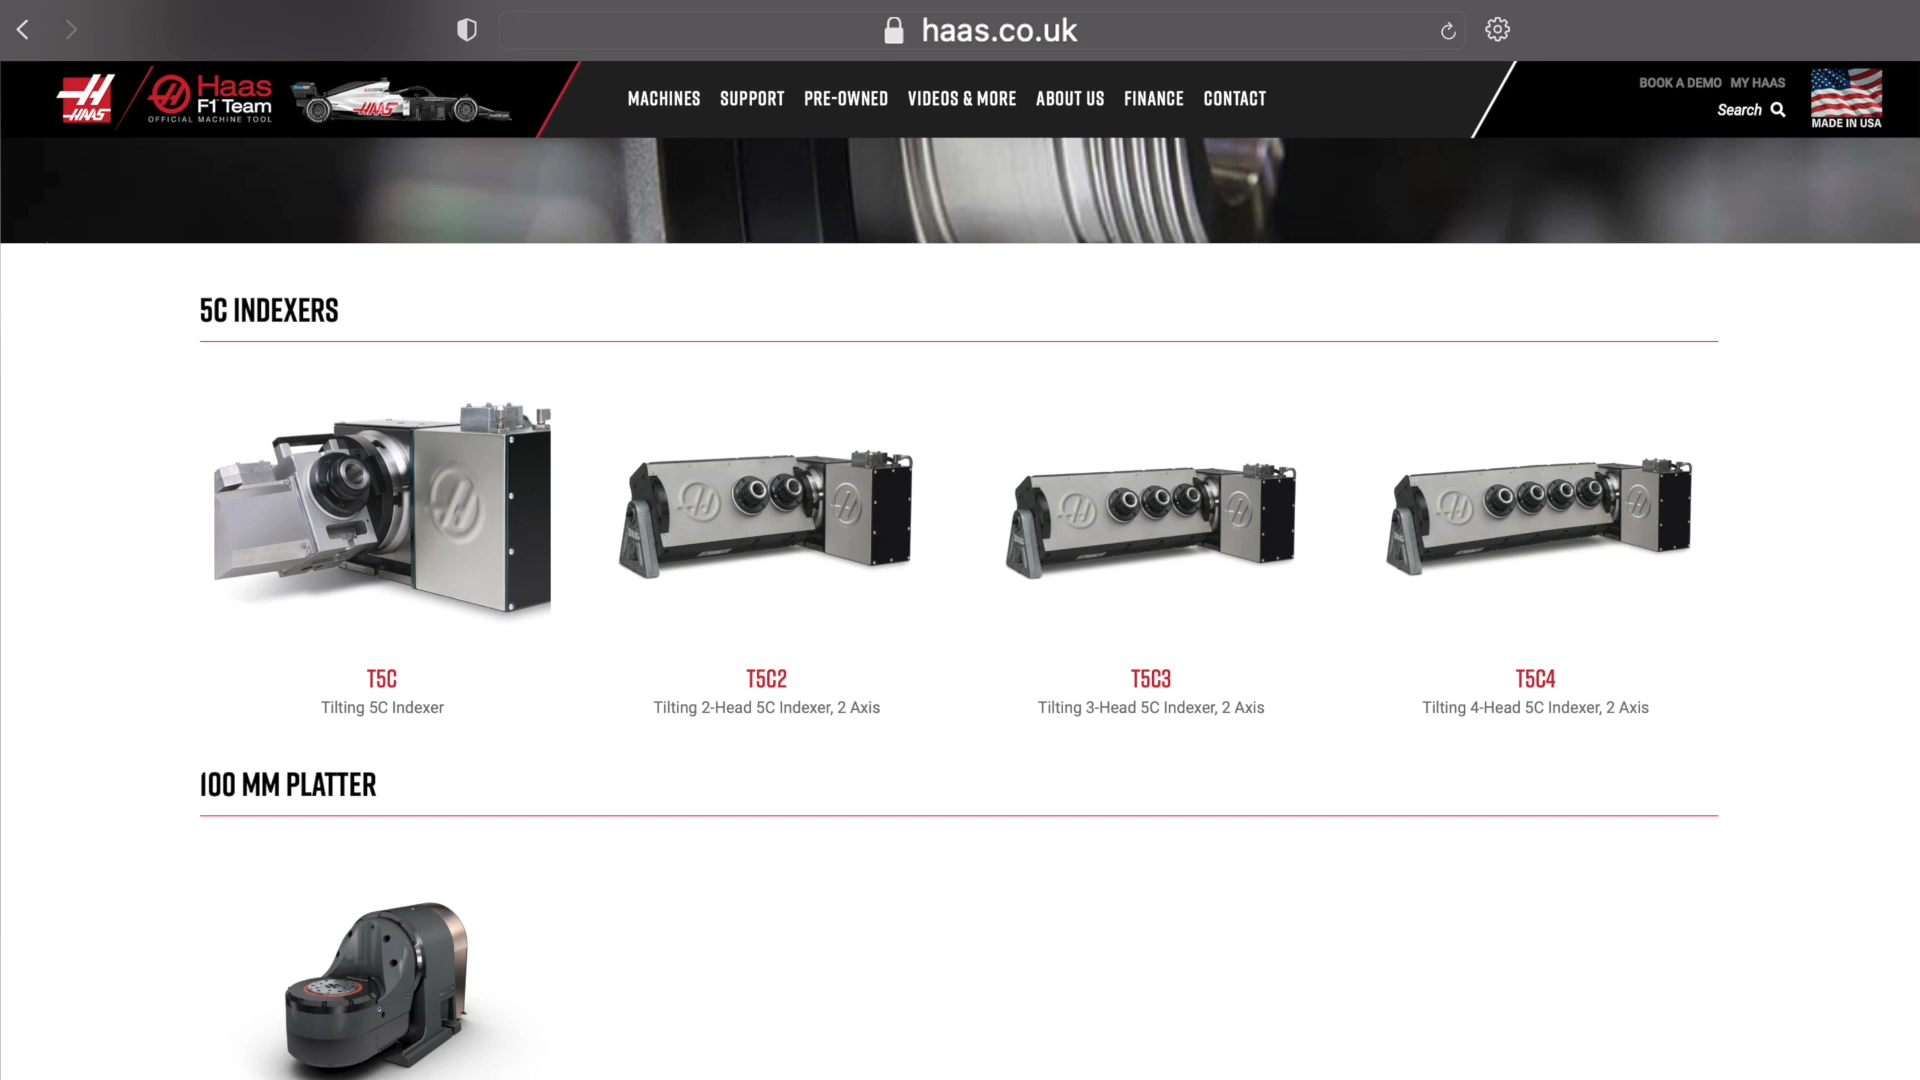 haas.co.uk
HAAS
Haas
F1 Team
OFFICIAL MACHINE TOOL
HAAS
MACHINES SUPPORT PRE-OWNED VIDEOS & MORE ABOUT US FINANCE CONTACT
BOOK A DEMO MY HAAS
Search
MADE IN USA
5C INDEXERS
T5C
Tilting 5C Indexer
T5C2
Tilting 2-Head 5C Indexer, 2 Axis
T5C3
Tilting 3-Head 5C Indexer, 2 Axis
T5C4
Tilting 4-Head 5C Indexer, 2 Axis
100 MM PLATTER